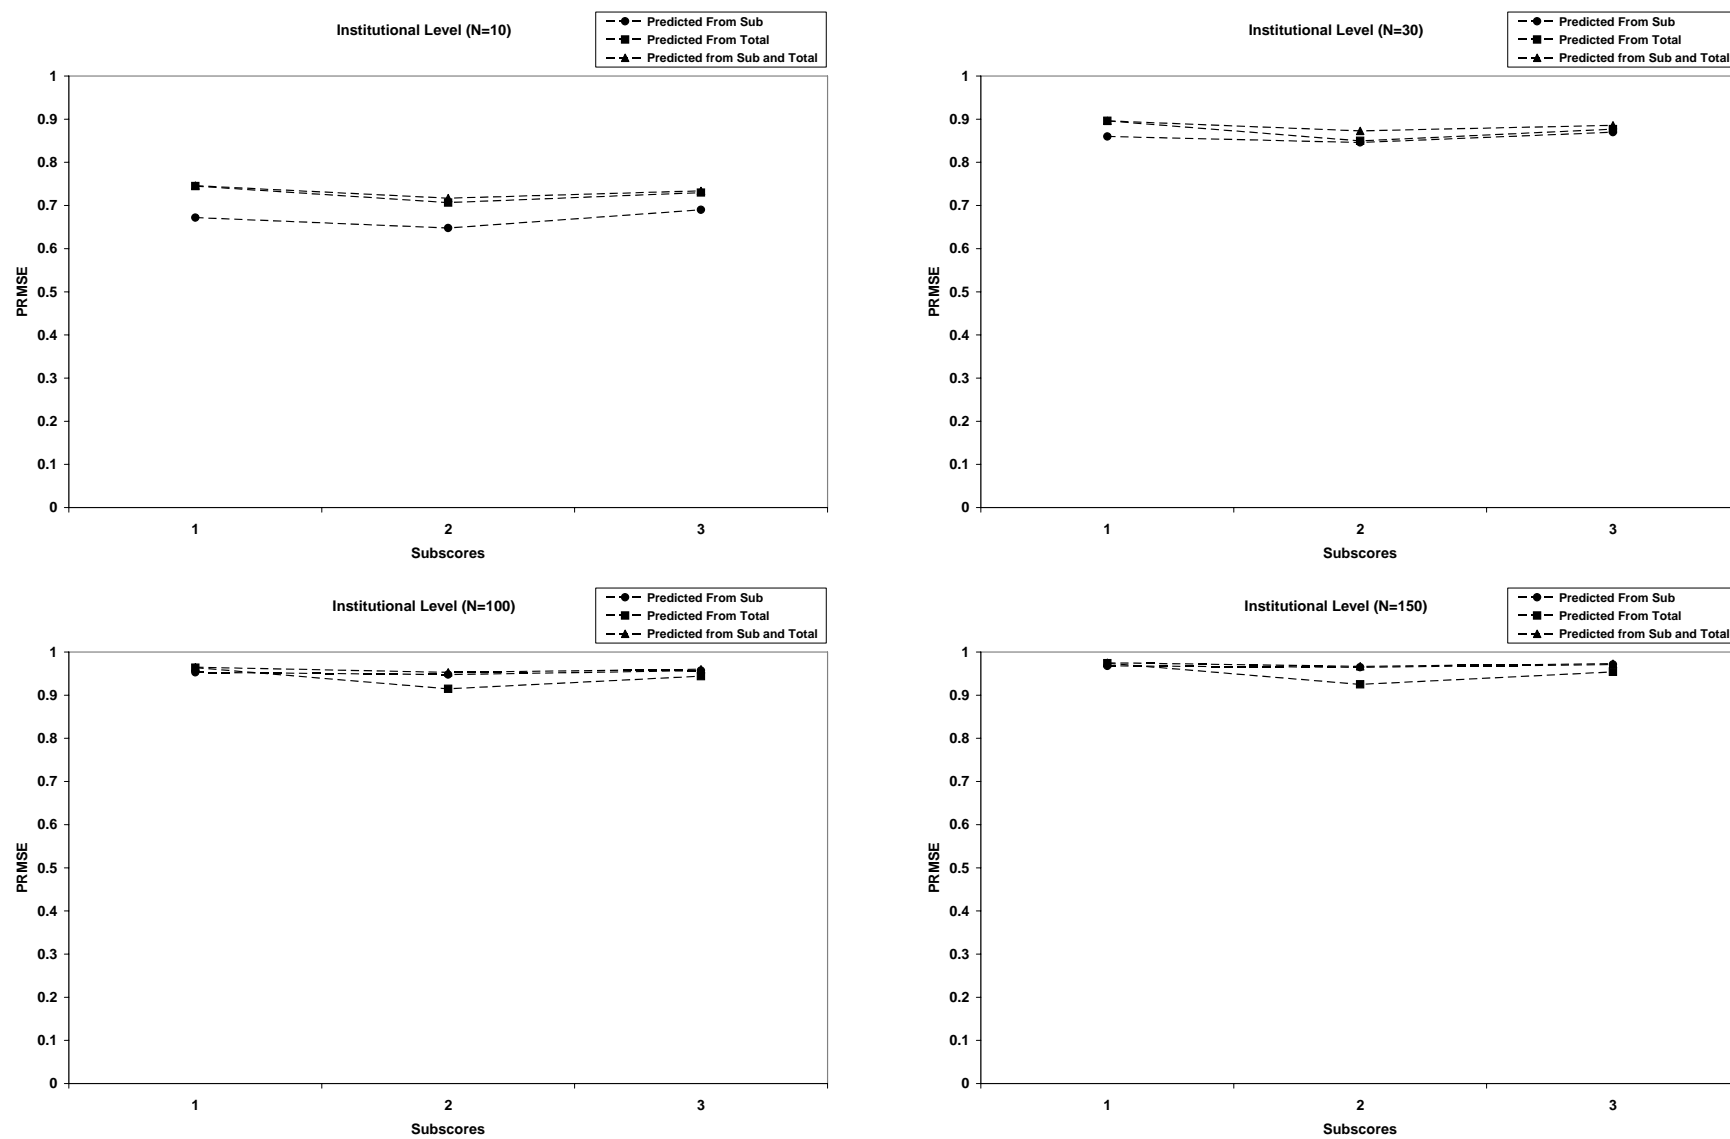 Institutional Level (N=10)
Predicted From Sub
Predicted From Total
Predicted from Sub and Total
1
0.9
0.8
0.7
0.6
0.5
0.4
0.3
0.2
0.1
0
PRMSE
1 2 3
Subscores
Institutional Level (N=30)
Predicted From Sub
Predicted From Total
Predicted from Sub and Total
1
0.9
0.8
0.7
0.6
0.5
0.4
0.3
0.2
0.1
0
PRMSE
1 2 3
Subscores
Institutional Level (N=100)
Predicted From Sub
Predicted From Total
Predicted from Sub and Total
1
0.9
0.8
0.7
0.6
0.5
0.4
0.3
0.2
0.1
0
PRMSE
1 2 3
Subscores
Institutional Level (N=150)
Predicted From Sub
Predicted From Total
Predicted from Sub and Total
1
0.9
0.8
0.7
0.6
0.5
0.4
0.3
0.2
0.1
0
PRMSE
1 2 3
Subscores